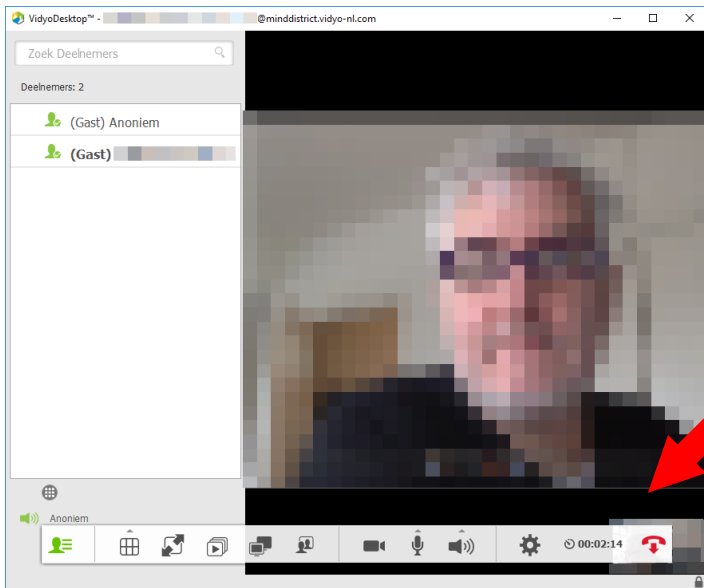 VidyoDesktop™ - @minddistrict.vidyo-nl.com
Zoek Deelnemers
Deelnemers: 2
(Gast) Anoniem
(Gast)
Anoniem
00:02:14